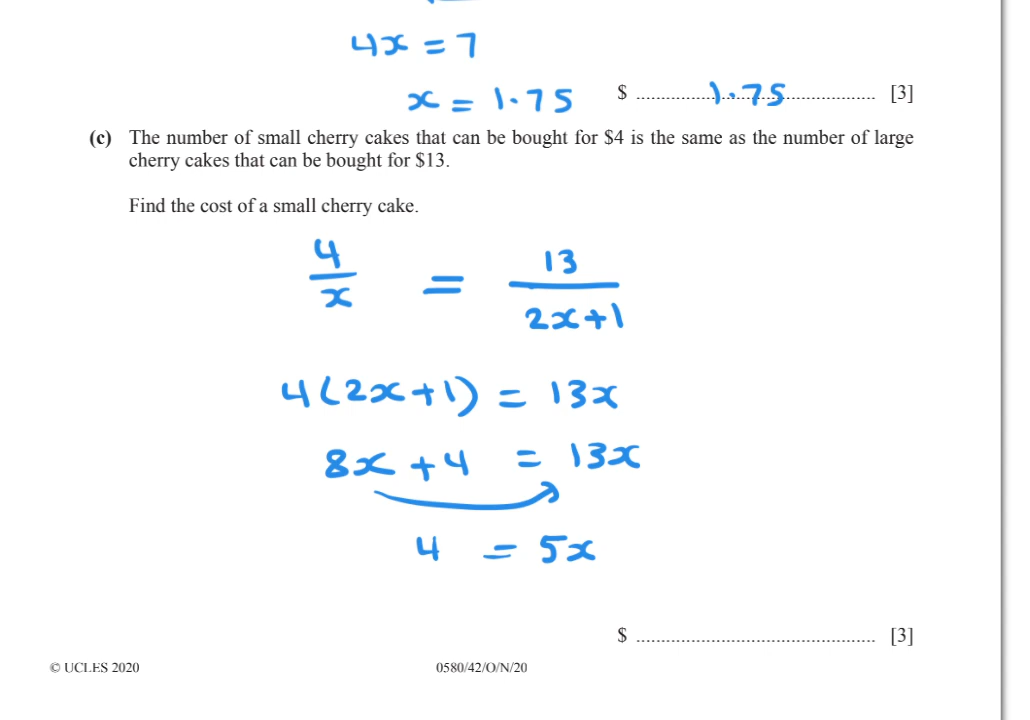 4x = 7
x = 1.75 $ ........ 1.75 ........ [3]
(c) The number of small cherry cakes that can be bought for $4 is the same as the number of large
cherry cakes that can be bought for $13.
Find the cost of a small cherry cake.
4/x = 13/(2x+1)
4(2x+1) = 13x
8x + 4 = 13x
4 = 5x
$ ................................................ [3]
© UCLES 2020 0580/42/O/N/20